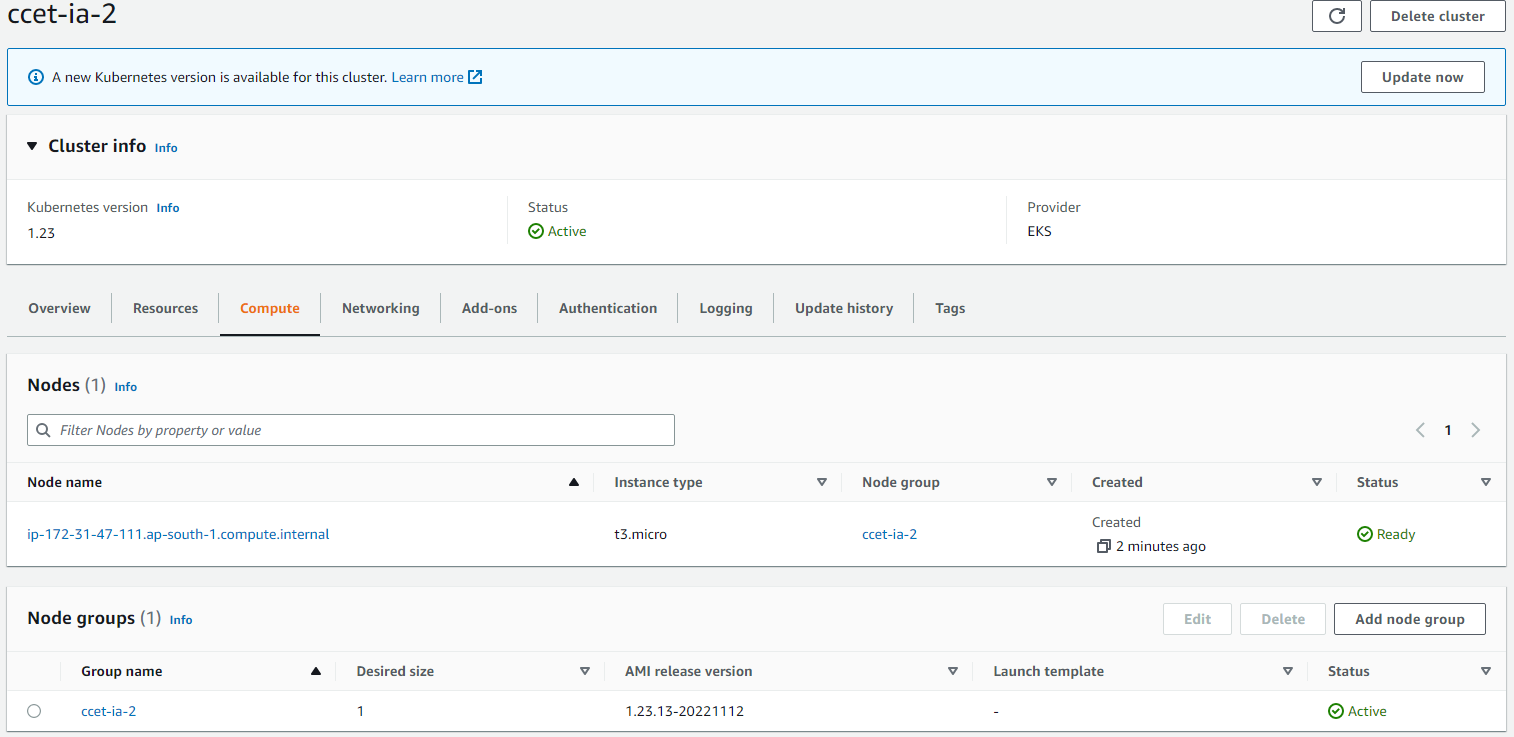 ccet-ia-2
Delete cluster
A new Kubernetes version is available for this cluster. Learn more
Update now
Cluster info Info
Kubernetes version Info
1.23
Status
Active
Provider
EKS
Overview Resources Compute Networking Add-ons Authentication Logging Update history Tags
Nodes (1) Info
Filter Nodes by property or value
1
Node name Instance type Node group Created Status
ip-172-31-47-111.ap-south-1.compute.internal t3.micro ccet-ia-2 Created
2 minutes ago Ready
Node groups (1) Info
Edit Delete Add node group
Group name Desired size AMI release version Launch template Status
ccet-ia-2 1 1.23.13-20221112 - Active